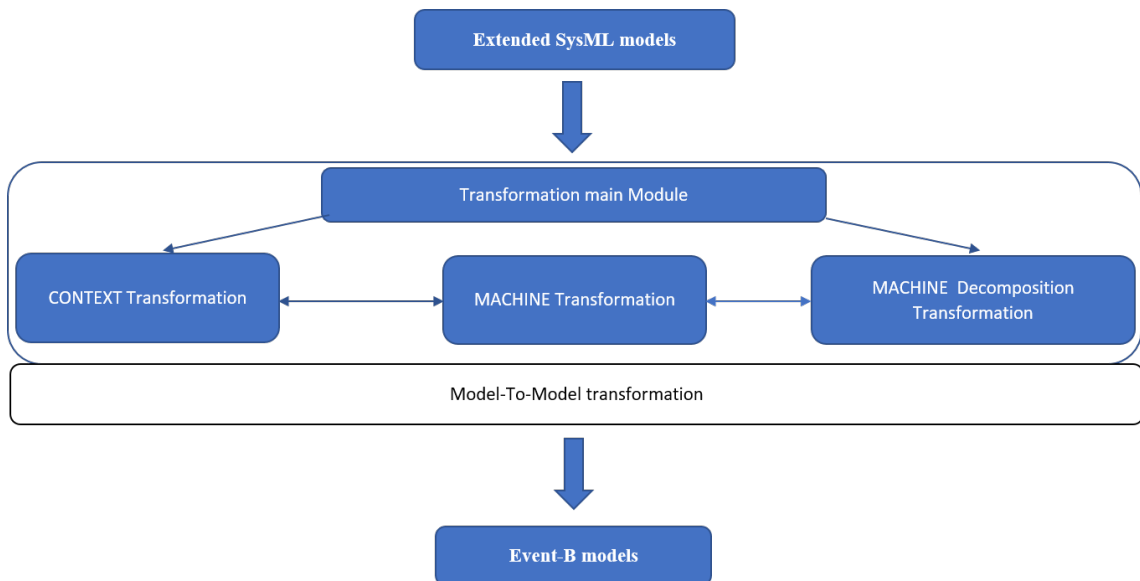 Extended SysML models
Transformation main Module
CONTEXT Transformation
MACHINE Transformation
MACHINE  Decomposition
Transformation
Model-To-Model transformation
Event-B models